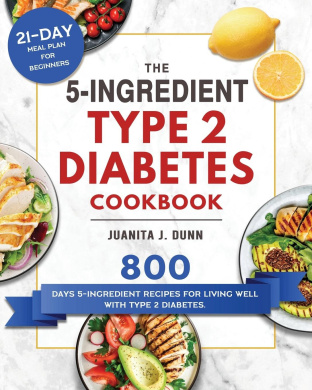 21-DAY
MEAL PLAN
FOR
BEGINNERS
THE
5-INGREDIENT
TYPE 2
DIABETES
COOKBOOK
JUANITA J. DUNN
800
DAYS 5-INGREDIENT RECIPES FOR LIVING WELL
WITH TYPE 2 DIABETES.